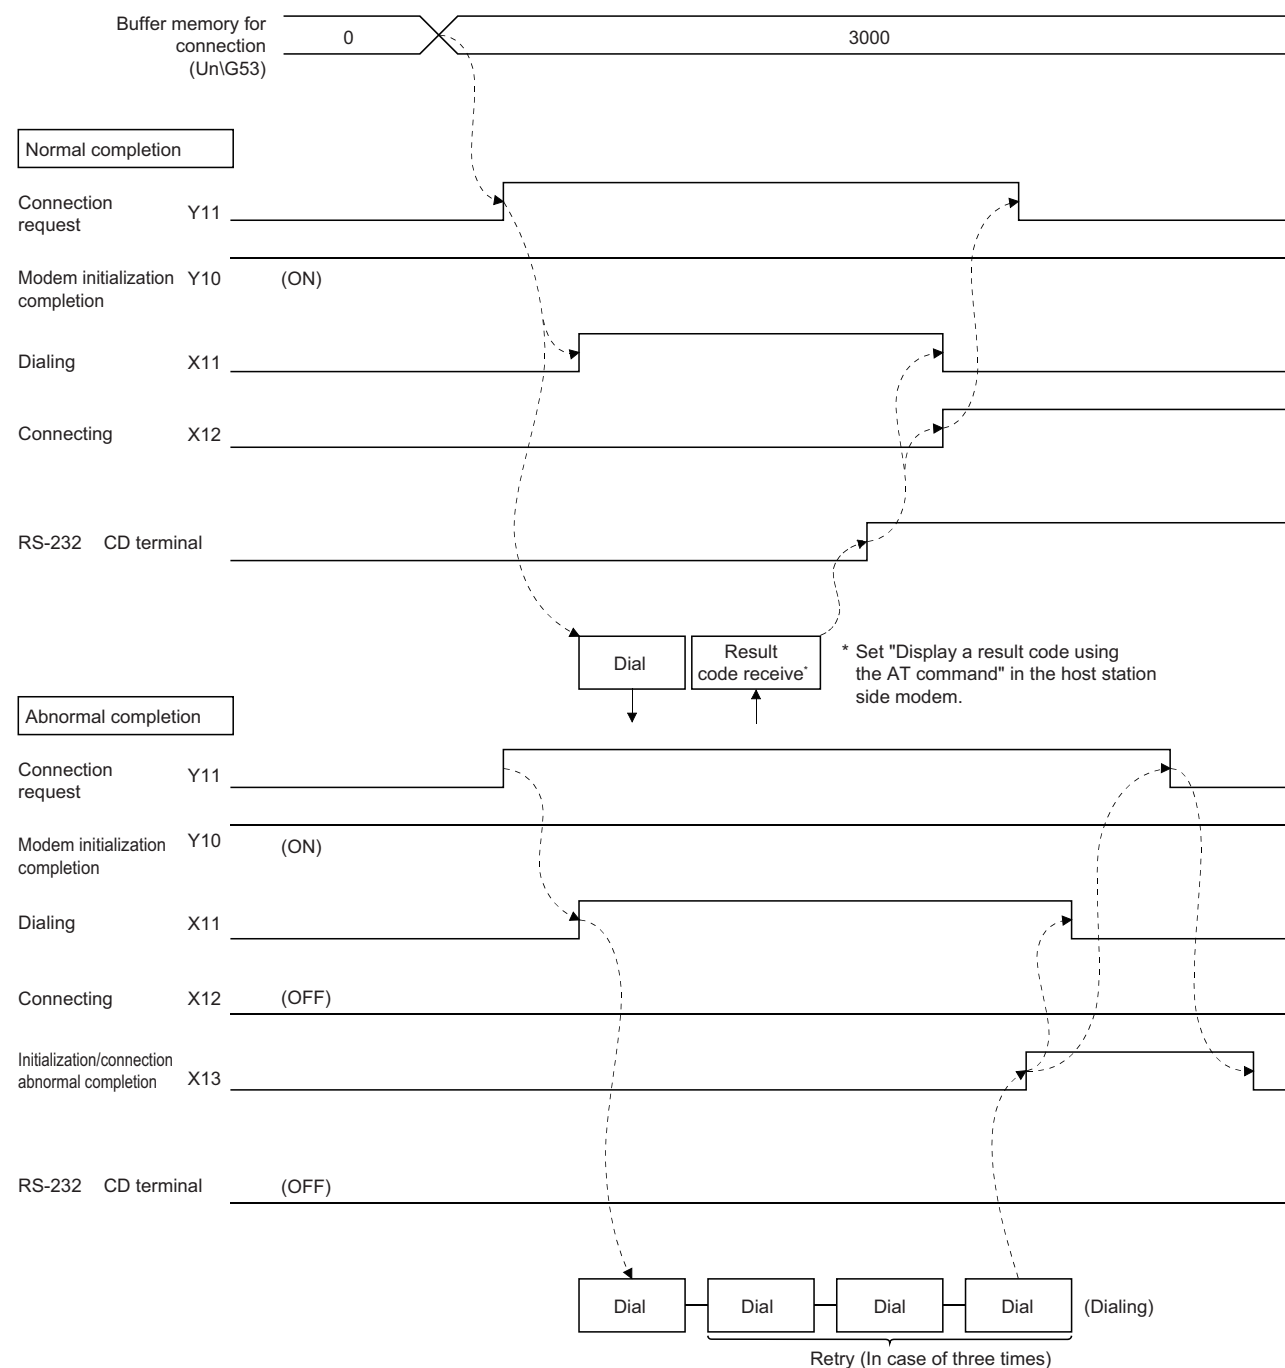 Buffer memory for
connection
(Un\G53)
0
3000
Normal completion
Connection
request
Y11
Modem initialization
completion
Y10
(ON)
Dialing
X11
Connecting
X12
RS-232 CD terminal
Dial
Result
code receive*
* Set "Display a result code using
the AT command" in the host station
side modem.
Abnormal completion
Connection
request
Y11
Modem initialization
completion
Y10
(ON)
Dialing
X11
Connecting
X12
(OFF)
Initialization/connection
abnormal completion
X13
RS-232 CD terminal
(OFF)
Dial
Dial
Dial
Dial
(Dialing)
Retry (In case of three times)